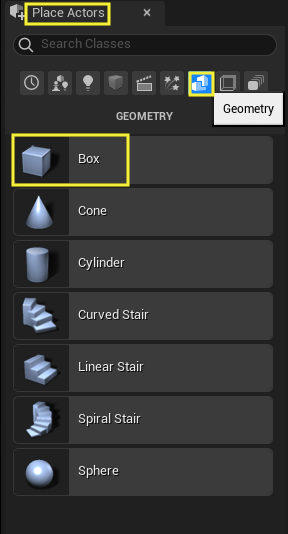 Place Actors
Search Classes
Geometry
GEOMETRY
Box
Cone
Cylinder
Curved Stair
Linear Stair
Spiral Stair
Sphere